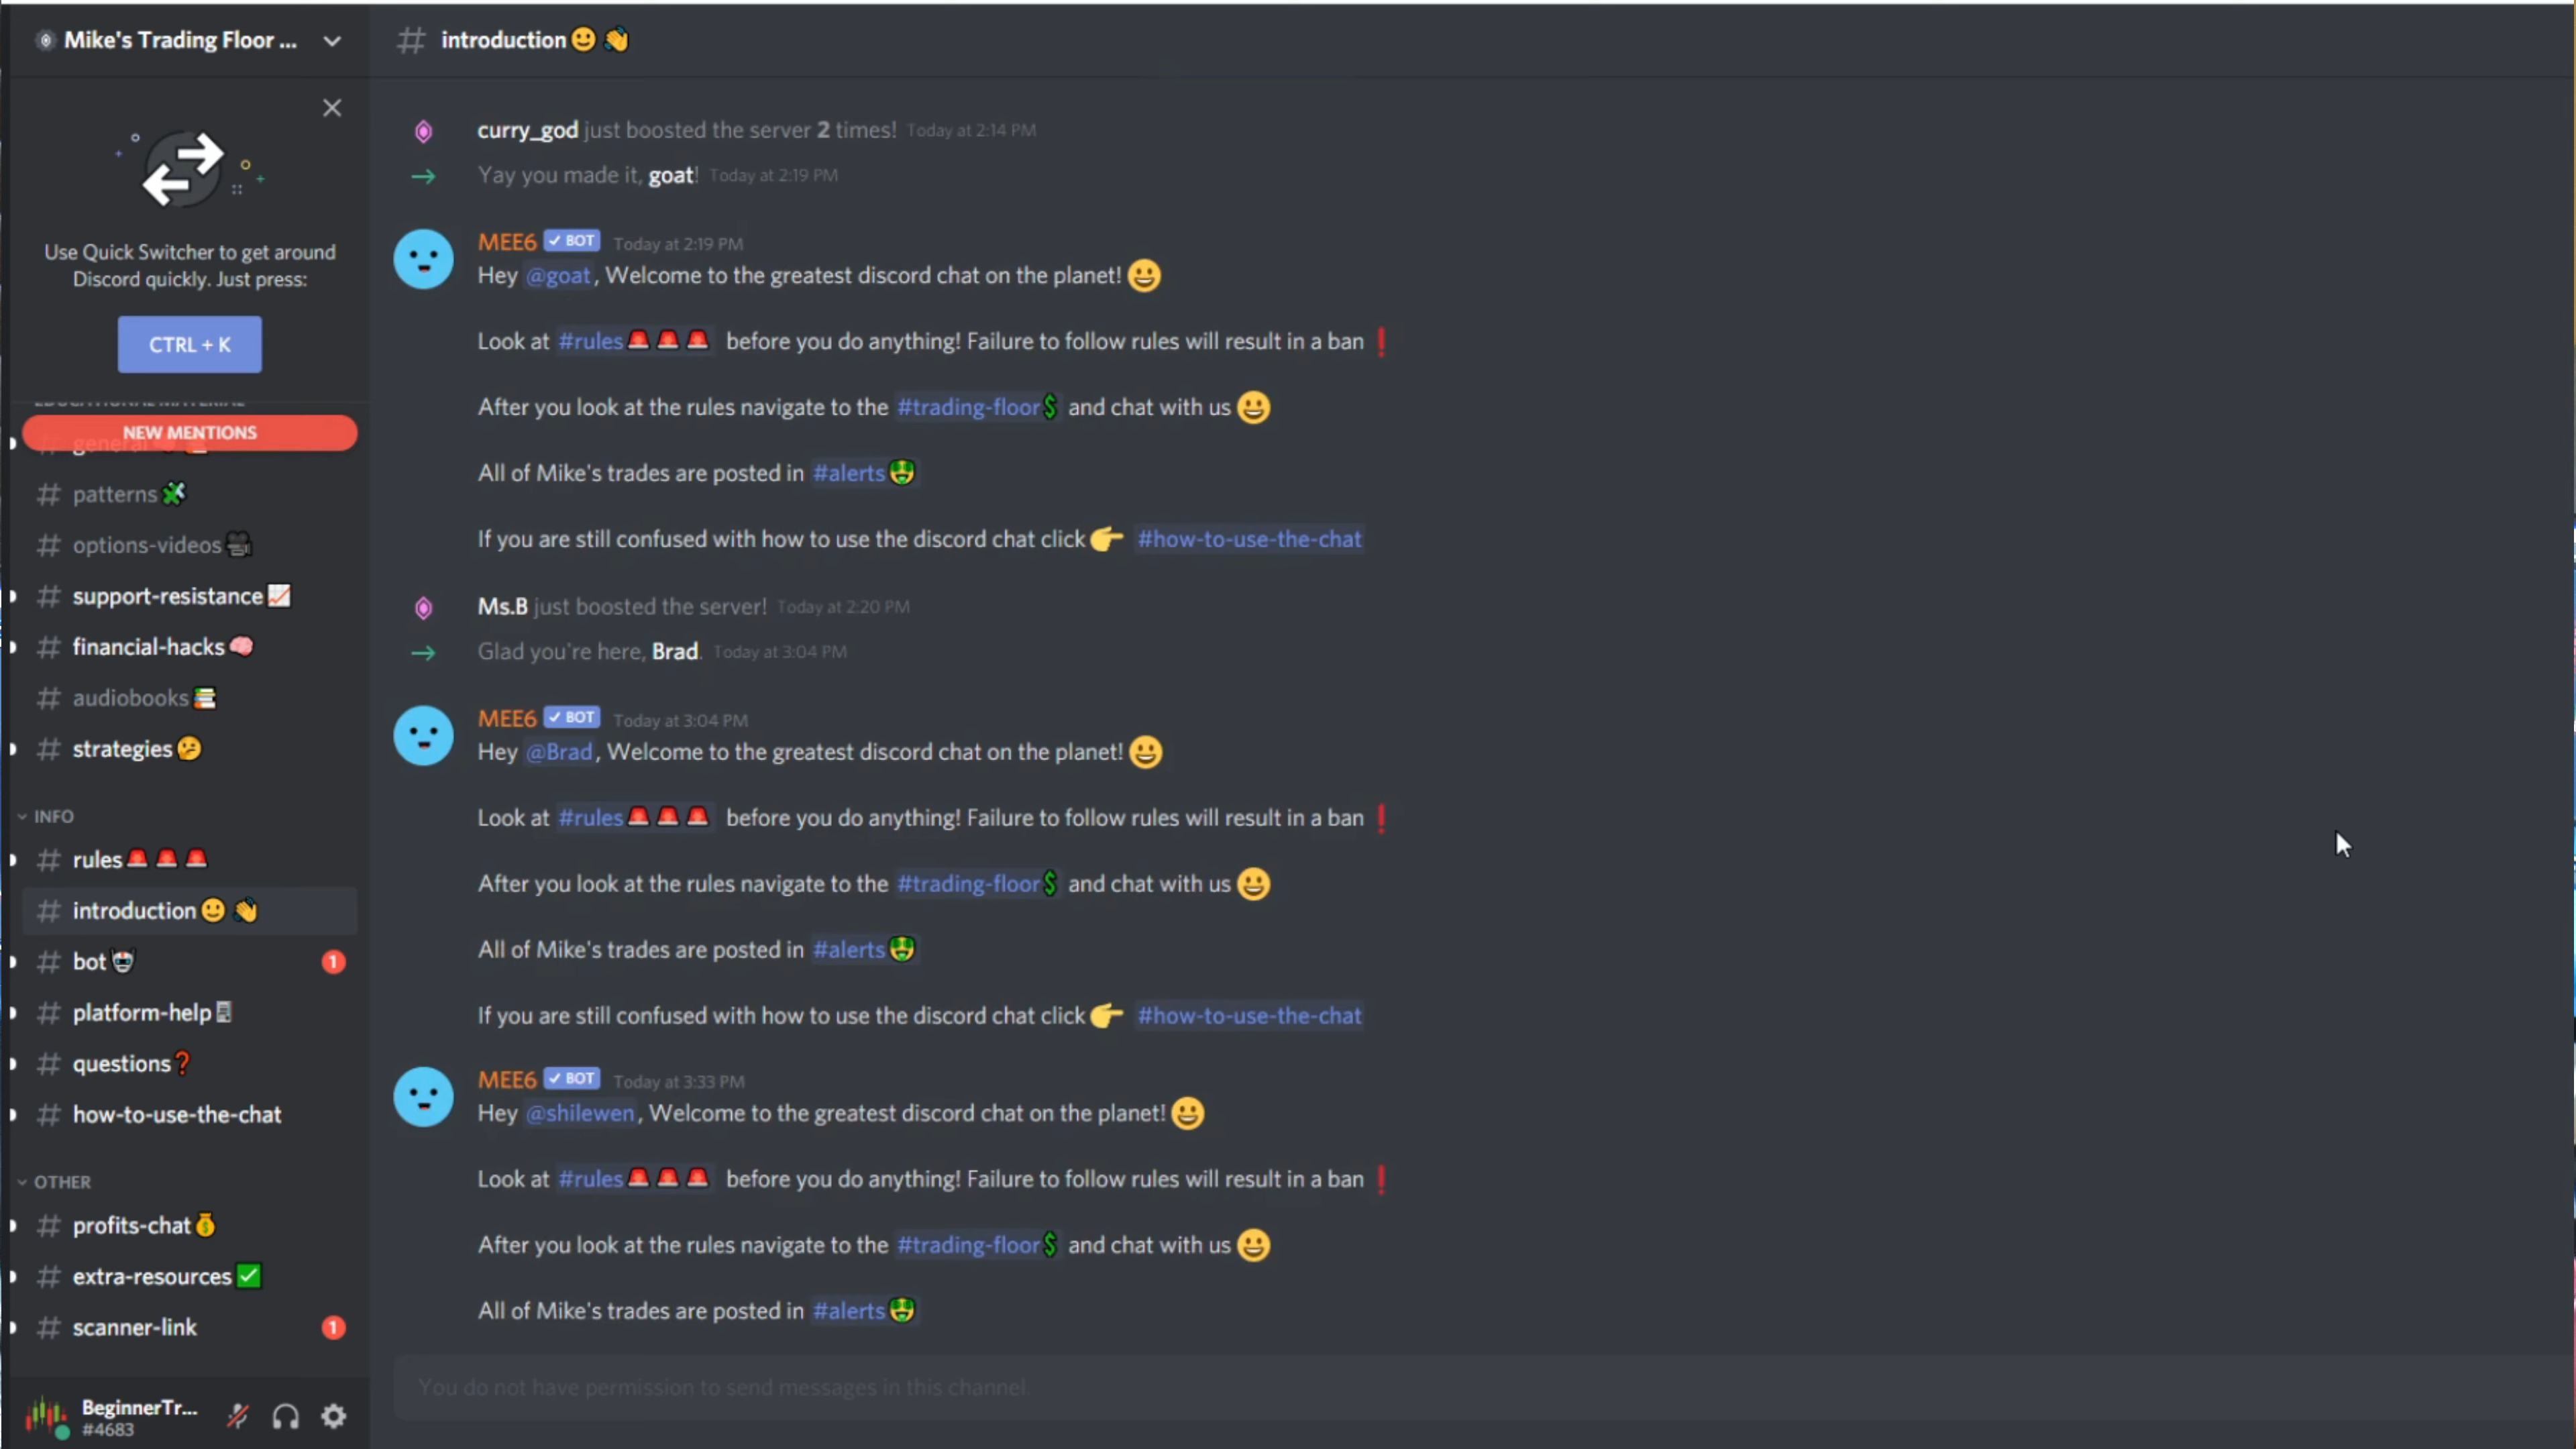 Mike's Trading Floor ...
Use Quick Switcher to get around
Discord quickly. Just press:
CTRL + K
EDUCATIONAL MATERIAL
NEW MENTIONS
general
patterns
options-videos
support-resistance
financial-hacks
audiobooks
strategies
INFO
rules
introduction
bot 1
platform-help
questions❓
how-to-use-the-chat
OTHER
profits-chat
extra-resources
scanner-link 1
BeginnerTr...
#4683
# introduction
curry_god just boosted the server 2 times! Today at 2:14 PM
Yay you made it, goat! Today at 2:19 PM
MEE6 ✓ BOT Today at 2:19 PM
Hey @goat, Welcome to the greatest discord chat on the planet!
Look at #rules before you do anything! Failure to follow rules will result in a ban❗
After you look at the rules navigate to the #trading-floor💲 and chat with us
All of Mike's trades are posted in #alerts
If you are still confused with how to use the discord chat click #how-to-use-the-chat
Ms.B just boosted the server! Today at 2:20 PM
Glad you're here, Brad. Today at 3:04 PM
MEE6 ✓ BOT Today at 3:04 PM
Hey @Brad, Welcome to the greatest discord chat on the planet!
Look at #rules before you do anything! Failure to follow rules will result in a ban❗
After you look at the rules navigate to the #trading-floor💲 and chat with us
All of Mike's trades are posted in #alerts
If you are still confused with how to use the discord chat click #how-to-use-the-chat
MEE6 ✓ BOT Today at 3:33 PM
Hey @shilewen, Welcome to the greatest discord chat on the planet!
Look at #rules before you do anything! Failure to follow rules will result in a ban❗
After you look at the rules navigate to the #trading-floor💲 and chat with us
All of Mike's trades are posted in #alerts
You do not have permission to send messages in this channel.